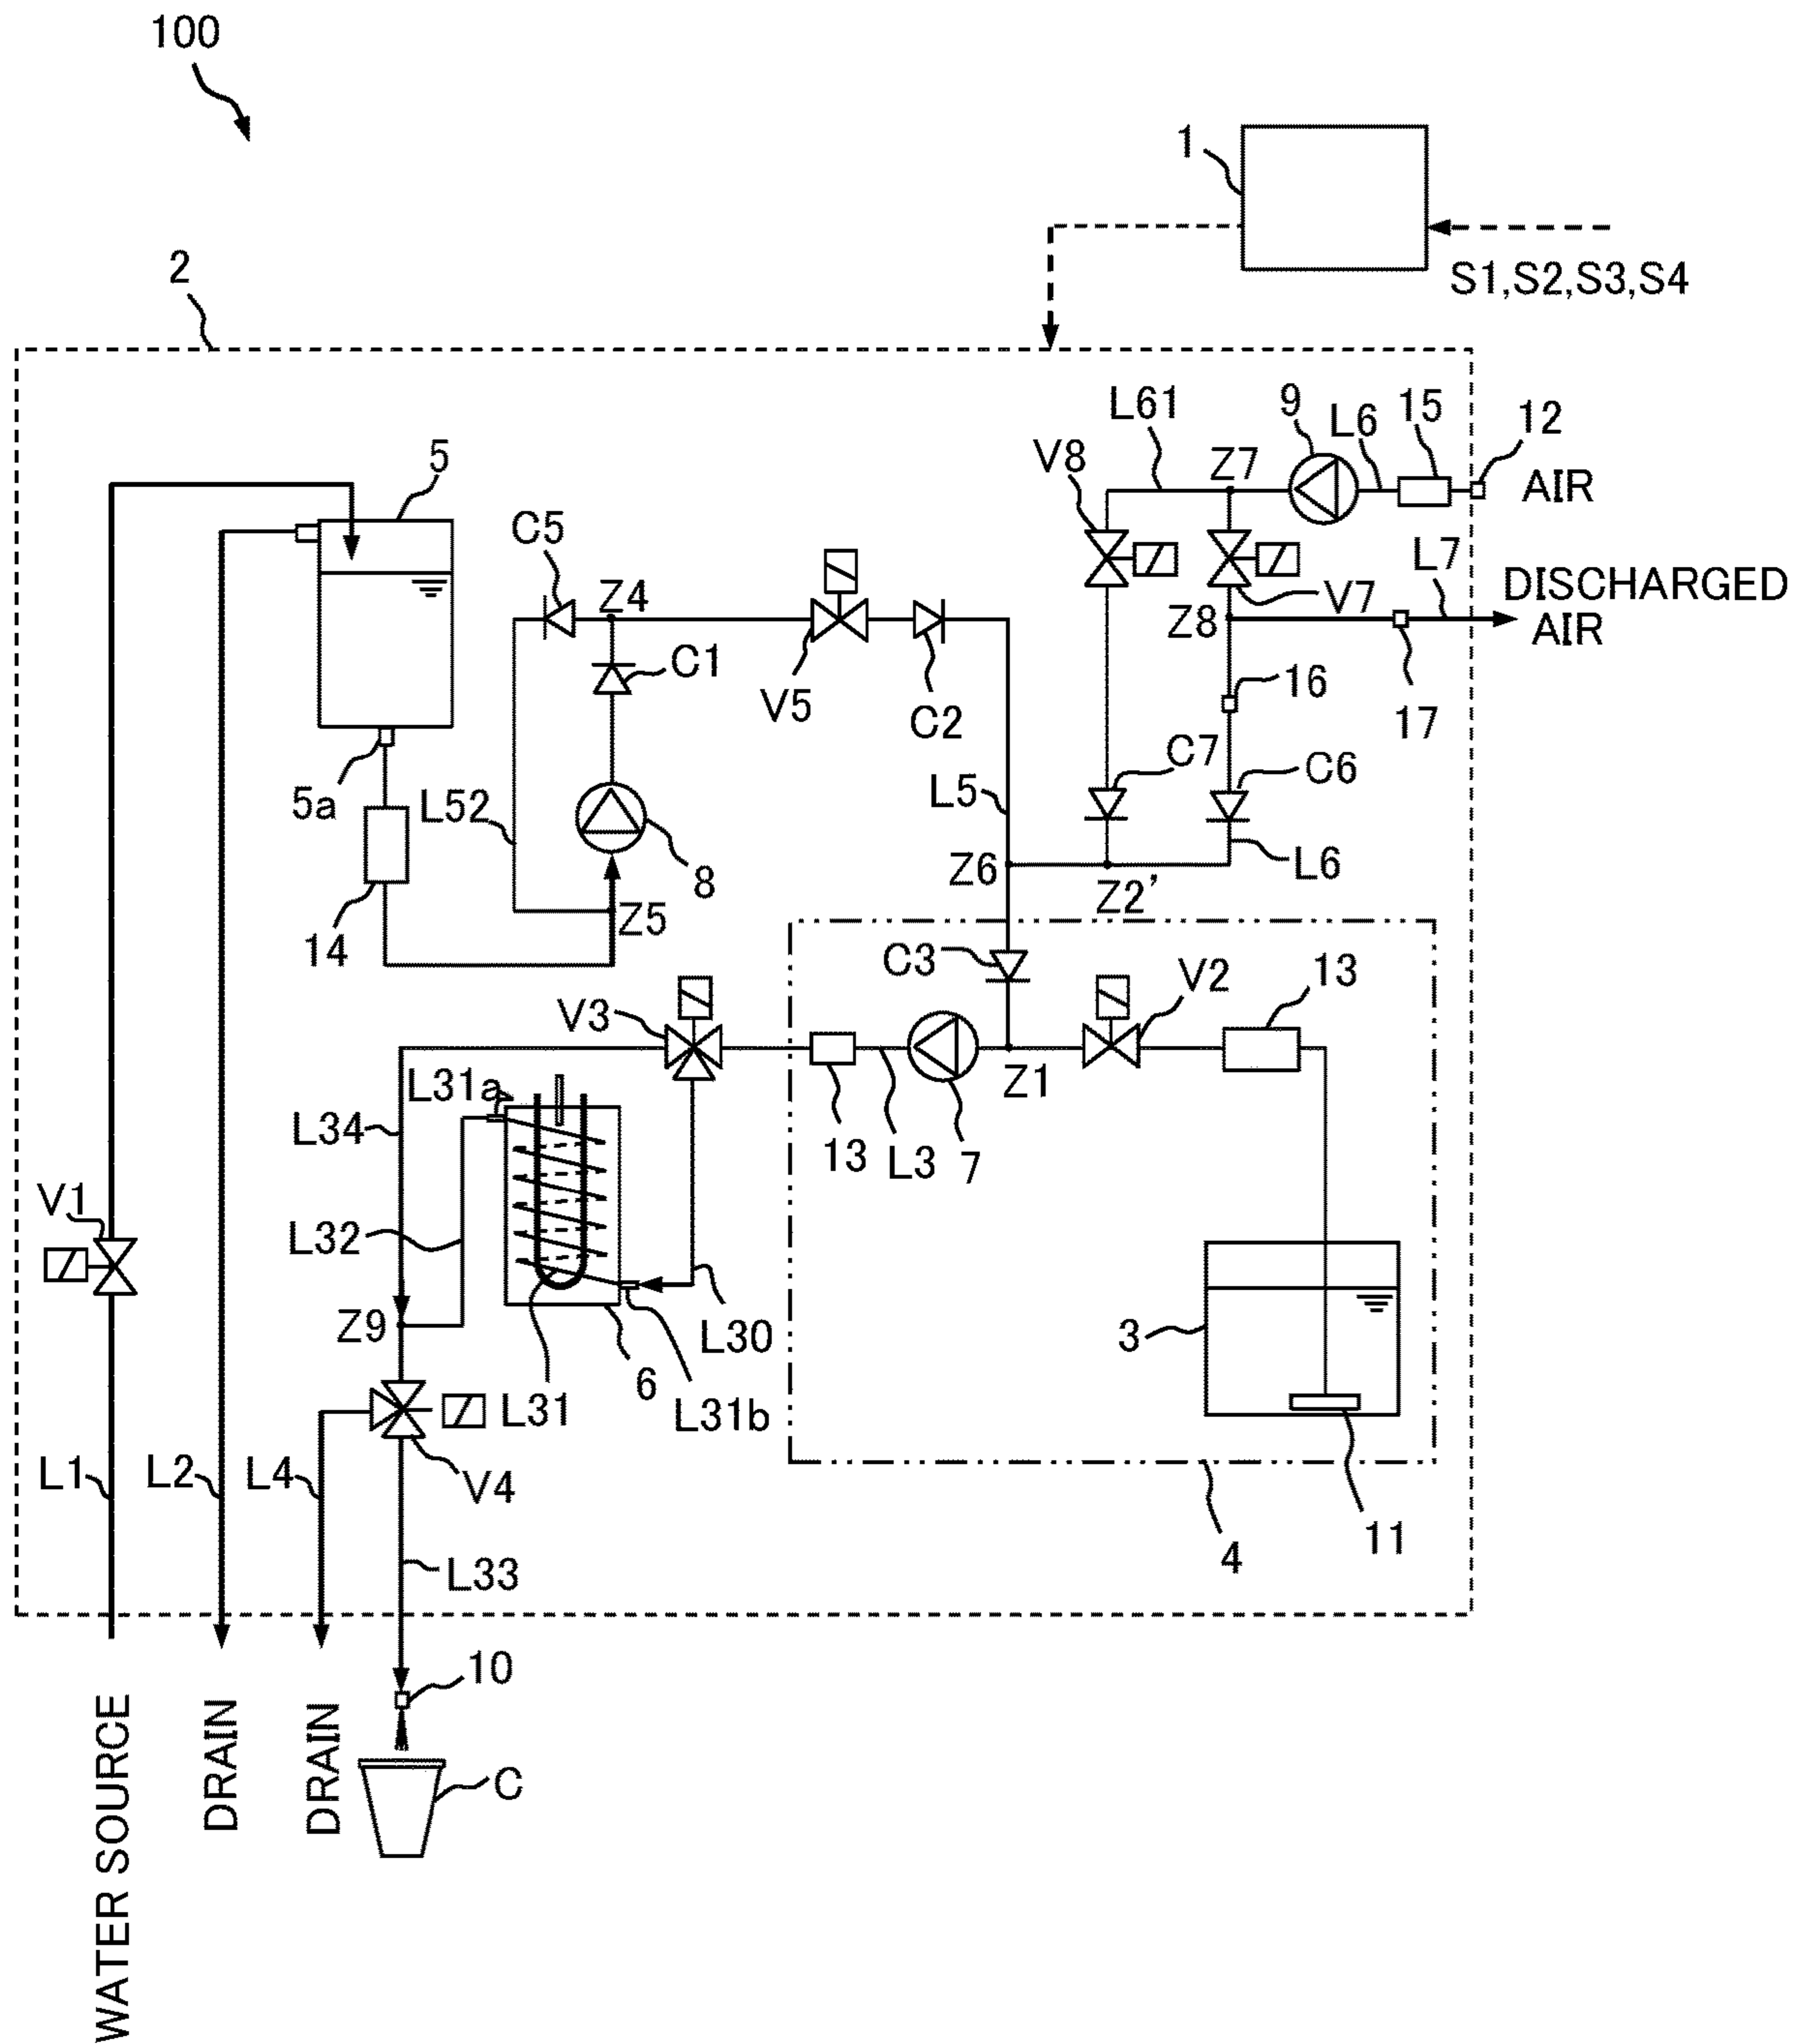 100
1
S1,S2,S3,S4
2
L61
9
L6
15
12
V8
Z7
AIR
5
C5
Z4
L7
DISCHARGED
AIR
V7
Z8
C1
V5
C2
16
17
5a
L52
8
L5
C7
C6
Z6
Z2'
L6
14
Z5
C3
V2
13
V3
Z1
L31a
L34
13
L3
7
V1
L32
Z9
6
L30
3
L31
L31b
L1
L2
L4
V4
11
4
L33
10
C
WATER SOURCE
DRAIN
DRAIN